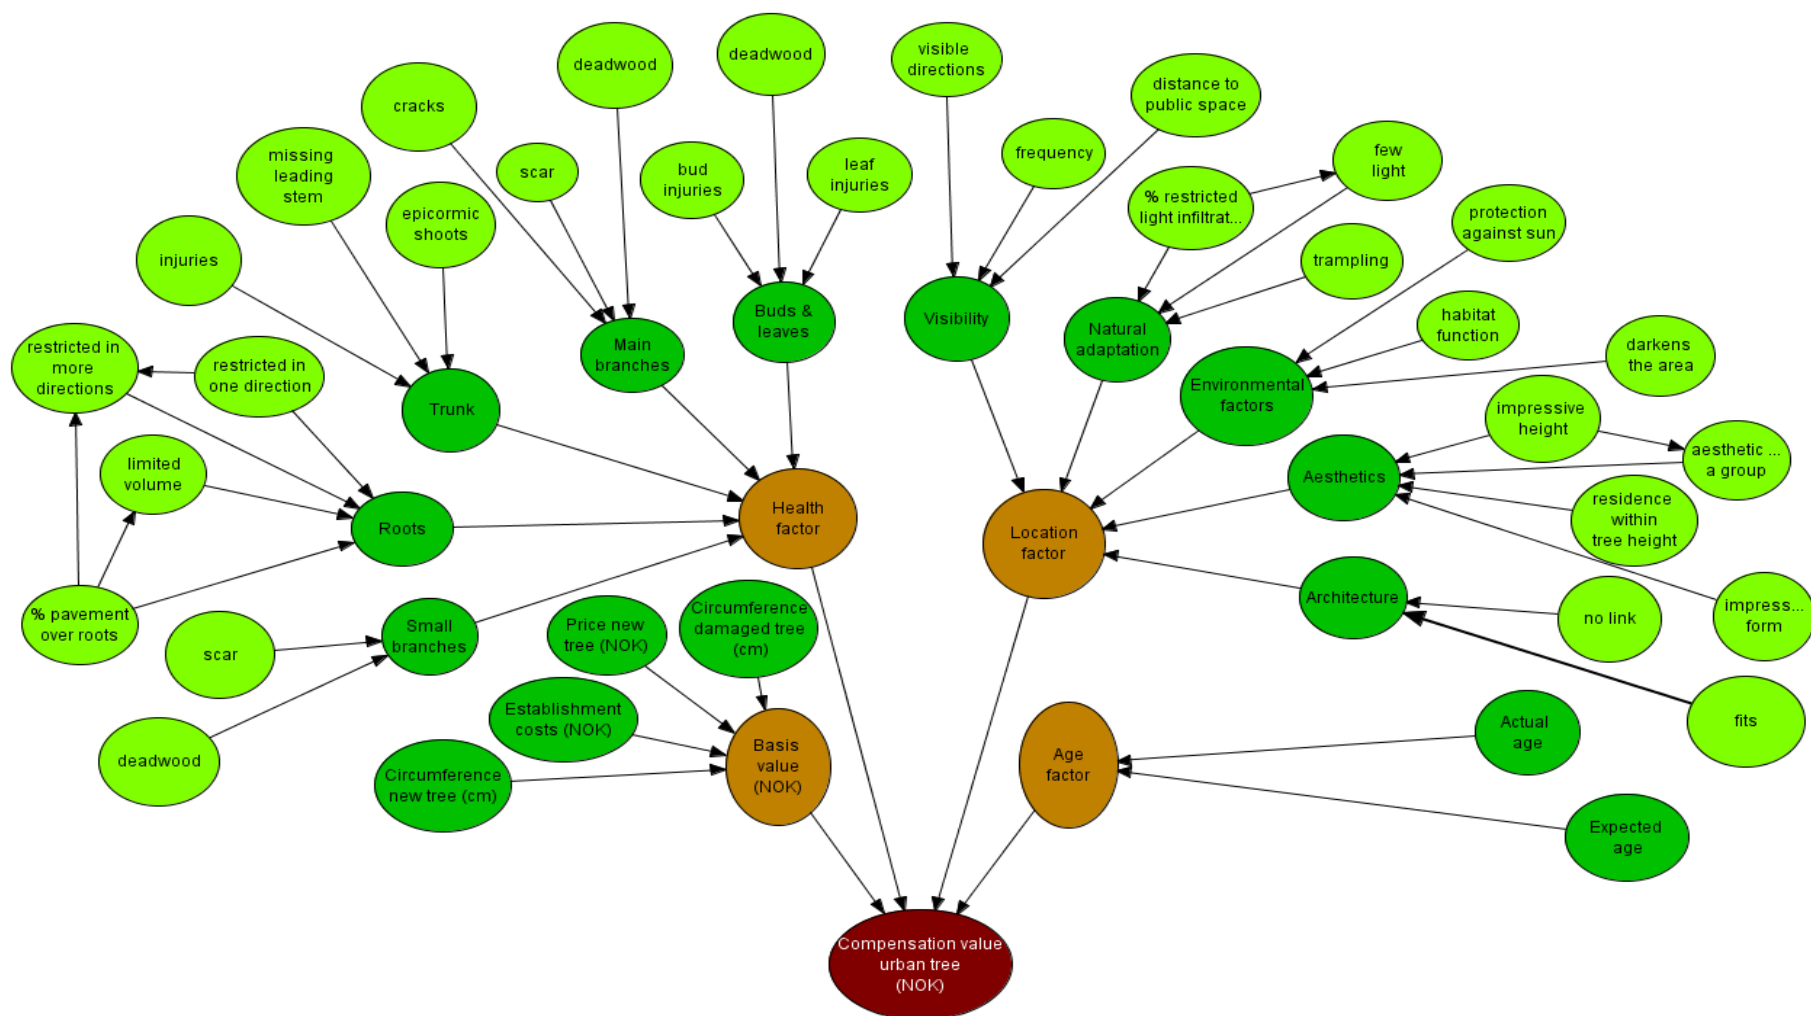 deadwood
deadwood
visible
directions
distance to
public space
cracks
missing
leading
stem
scar
bud
injuries
leaf
injuries
frequency
few
light
% restricted
light infiltrat...
epicormic
shoots
protection
against sun
injuries
trampling
restricted in
more
directions
restricted in
one direction
Trunk
Main
branches
Buds &
leaves
Visibility
Natural
adaptation
habitat
function
darkens
the area
Environmental
factors
impressive
height
aesthetic ...
a group
limited
volume
Roots
Health
factor
Location
factor
Aesthetics
residence
within
tree height
% pavement
over roots
Small
branches
Price new
tree (NOK)
Circumference
damaged tree
(cm)
Architecture
no link
impress...
form
scar
Establishment
costs (NOK)
Actual
age
fits
deadwood
Circumference
new tree (cm)
Basis
value
(NOK)
Age
factor
Expected
age
Compensation value
urban tree
(NOK)